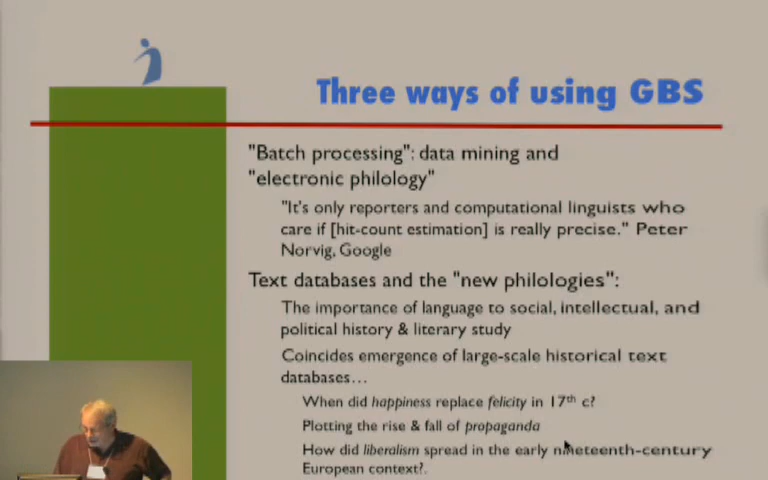 Three ways of using GBS
"Batch processing": data mining and
"electronic philology"
"It's only reporters and computational linguists who
care if [hit-count estimation] is really precise." Peter
Norvig, Google
Text databases and the "new philologies":
The importance of language to social, intellectual, and
political history & literary study
Coincides emergence of large-scale historical text
databases…
When did happiness replace felicity in 17th c?
Plotting the rise & fall of propaganda
How did liberalism spread in the early nineteenth-century
European context?.